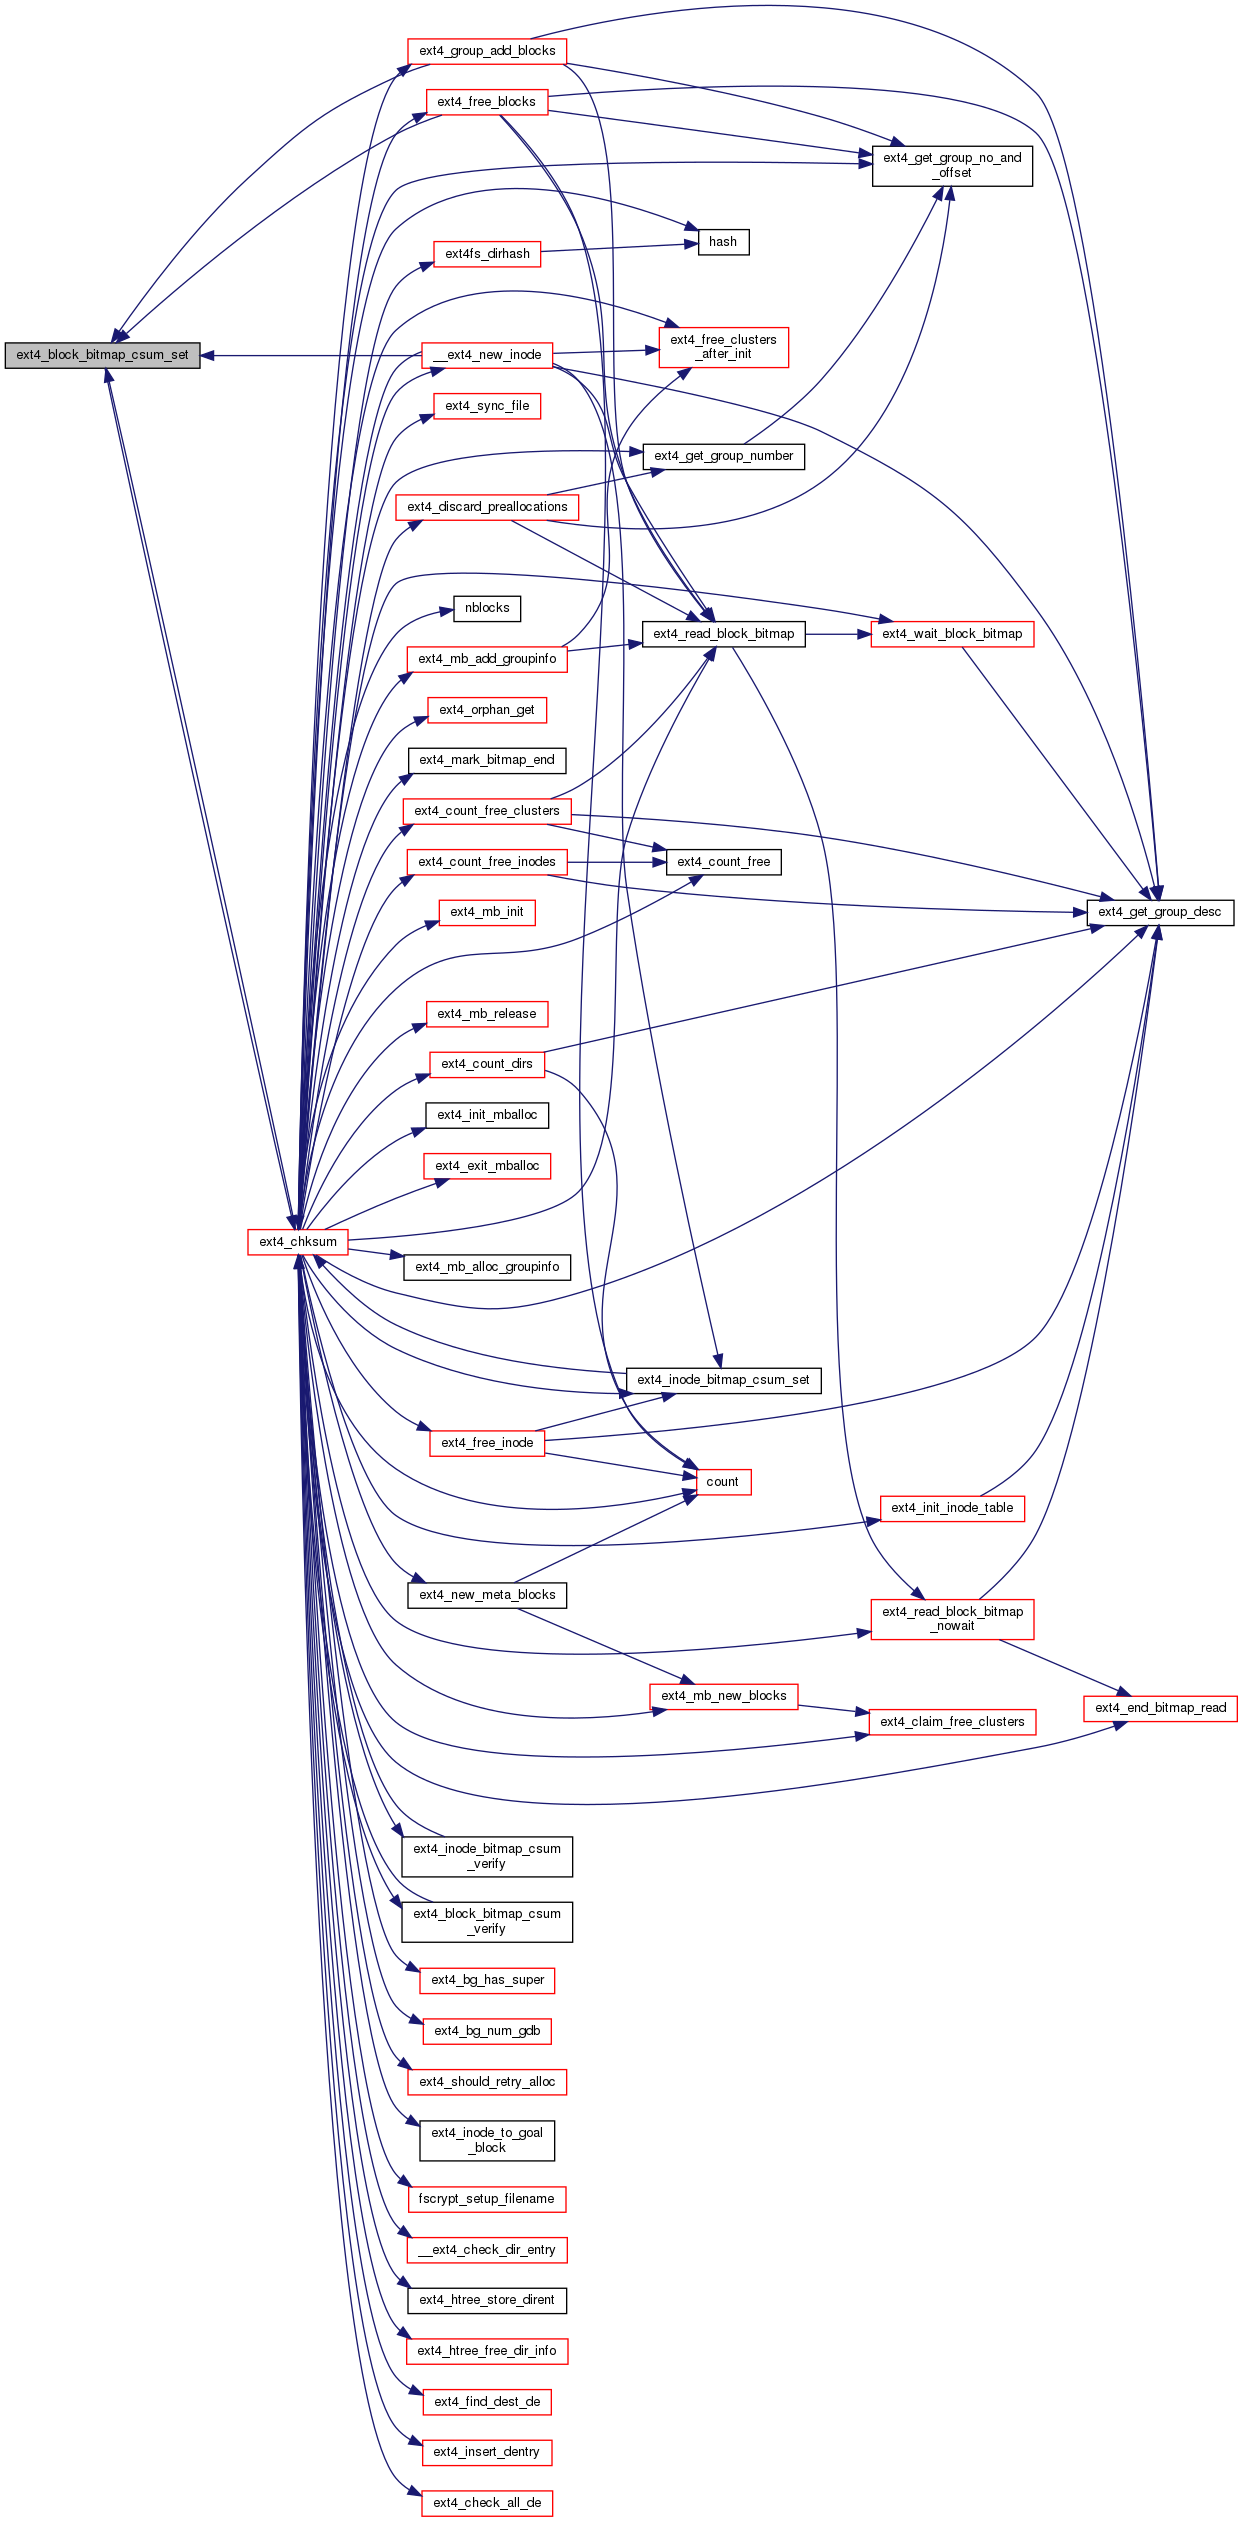 ext4_group_add_blocks
ext4_free_blocks
ext4_get_group_no_and
_offset
hash
ext4fs_dirhash
ext4_free_clusters
_after_init
ext4_block_bitmap_csum_set
__ext4_new_inode
ext4_sync_file
ext4_get_group_number
ext4_discard_preallocations
nblocks
ext4_read_block_bitmap
ext4_wait_block_bitmap
ext4_mb_add_groupinfo
ext4_orphan_get
ext4_mark_bitmap_end
ext4_count_free_clusters
ext4_count_free_inodes
ext4_count_free
ext4_mb_init
ext4_get_group_desc
ext4_mb_release
ext4_count_dirs
ext4_init_mballoc
ext4_exit_mballoc
ext4_chksum
ext4_mb_alloc_groupinfo
ext4_inode_bitmap_csum_set
ext4_free_inode
count
ext4_init_inode_table
ext4_new_meta_blocks
ext4_read_block_bitmap
_nowait
ext4_mb_new_blocks
ext4_end_bitmap_read
ext4_claim_free_clusters
ext4_inode_bitmap_csum
_verify
ext4_block_bitmap_csum
_verify
ext4_bg_has_super
ext4_bg_num_gdb
ext4_should_retry_alloc
ext4_inode_to_goal
_block
fscrypt_setup_filename
__ext4_check_dir_entry
ext4_htree_store_dirent
ext4_htree_free_dir_info
ext4_find_dest_de
ext4_insert_dentry
ext4_check_all_de